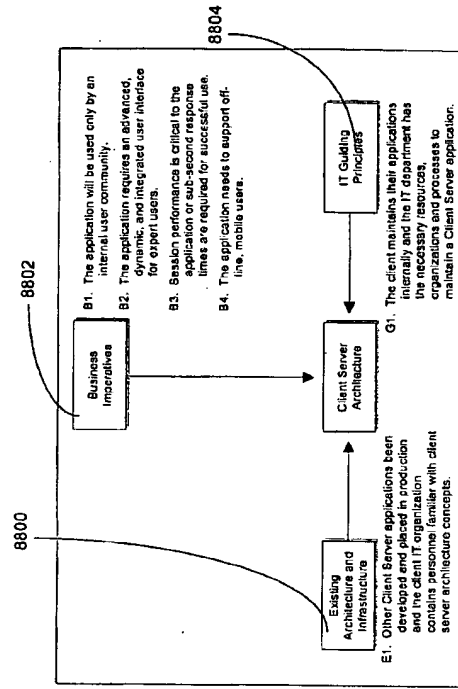 8802
Business
Imperatives
B1. The application will be used only by an
internal user community.
B2. The application requires an advanced,
dynamic, and integrated user interface
for expert users.
B3. Session performance is critical to the
application or sub-second response
times are required for successful use.
B4. The application needs to support off-
line, mobile users.
8800
Existing
Architecture and
Infrastructure
E1. Other Client Server applications been
developed and placed in production
and the client IT organization
contains personnel familiar with client
server architecture concepts.
Client Server
Architecture
8804
IT Guiding
Principles
G1. The client maintains their applications
internally and the IT department has
the necessary resources,
organizations and processes to
maintain a Client Server application.